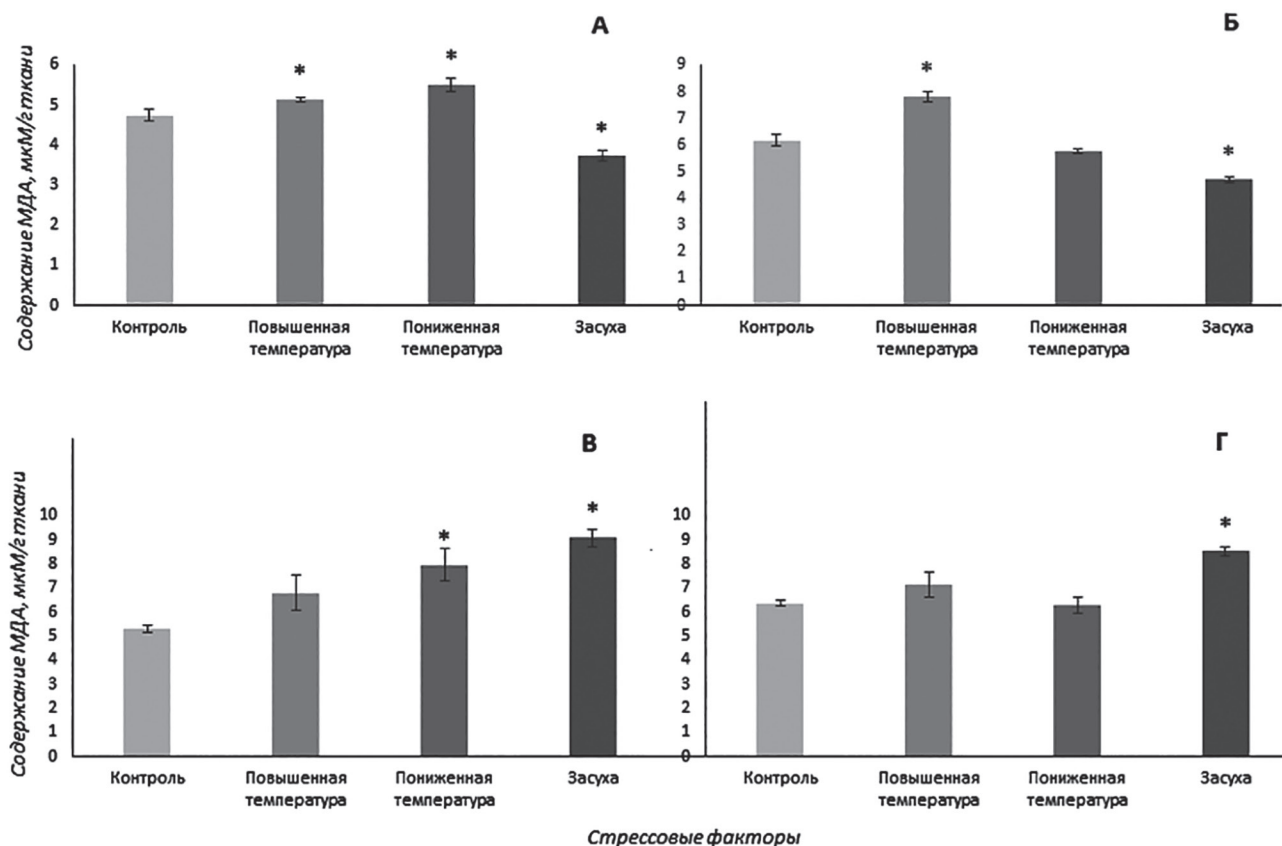 А
Содержание МДА, мкМ/г ткани
6
5
4
3
2
1
0
*
*
*
Контроль
Повышенная
температура
Пониженная
температура
Засуха
Б
9
8
7
6
5
4
3
2
1
0
*
*
Контроль
Повышенная
температура
Пониженная
температура
Засуха
В
Содержание МДА, мкМ/г ткани
10
9
8
7
6
5
4
3
2
1
0
*
*
Контроль
Повышенная
температура
Пониженная
температура
Засуха
Г
10
9
8
7
6
5
4
3
2
1
0
*
Контроль
Повышенная
температура
Пониженная
температура
Засуха
Стрессовые факторы